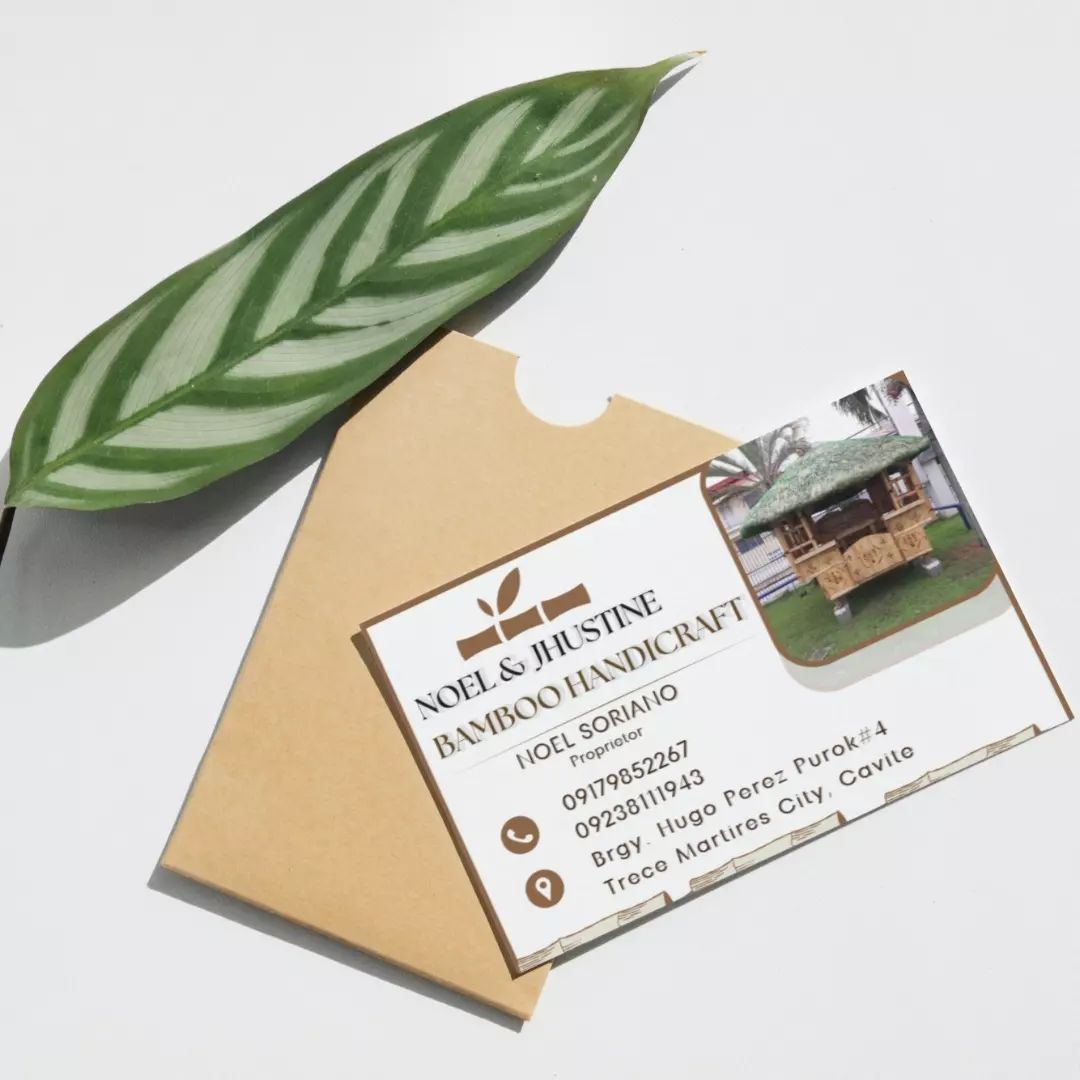 NOEL & JHUSTINE
BAMBOO HANDICRAFT
NOEL SORIANO
Proprietor
09179852267
09238111943
Brgy. Hugo Perez Purok#4
Trece Martires City, Cavite